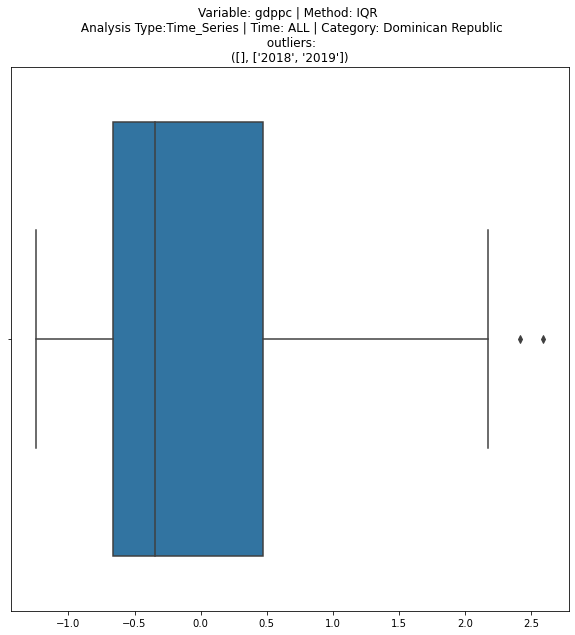 Variable: gdppc | Method: IQR
Analysis Type:Time_Series | Time: ALL | Category: Dominican Republic
outliers:
([], ['2018', '2019'])
−1.0 −0.5 0.0 0.5 1.0 1.5 2.0 2.5